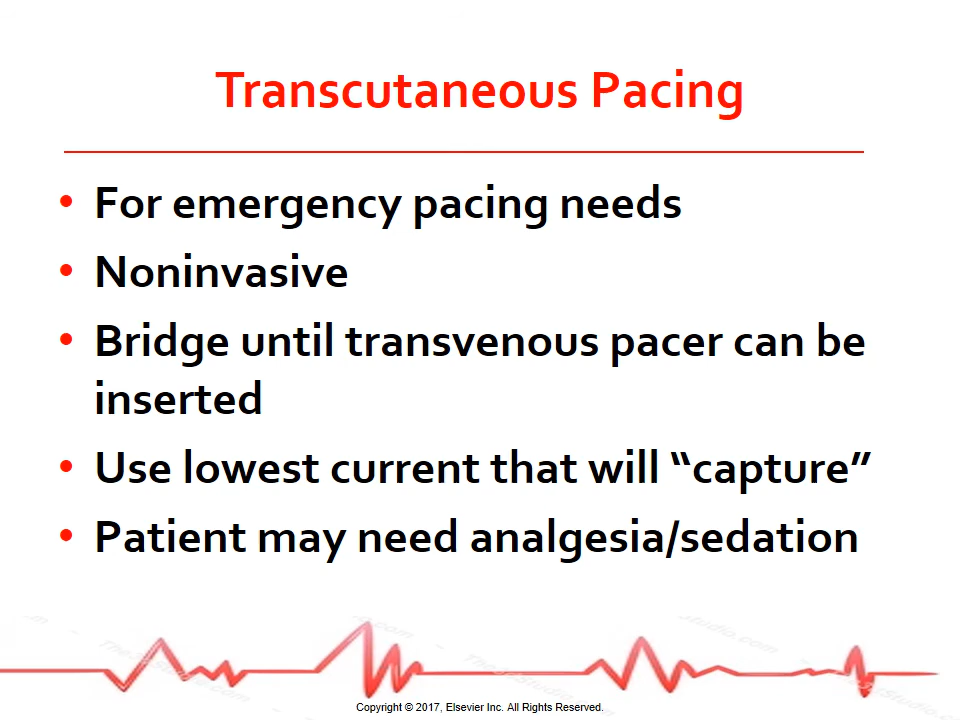 Transcutaneous Pacing
• For emergency pacing needs
• Noninvasive
• Bridge until transvenous pacer can be
inserted
• Use lowest current that will “capture”
• Patient may need analgesia/sedation
Copyright © 2017, Elsevier Inc. All Rights Reserved.